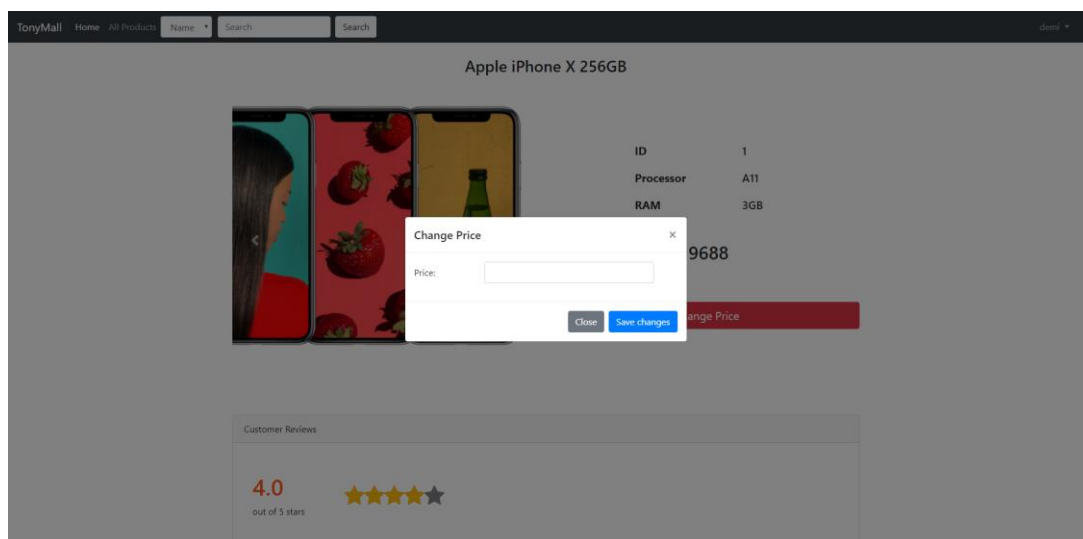 TonyMall Home All Products Name Search Search demi
Apple iPhone X 256GB
ID 1
Processor A11
RAM 3GB
Change Price ×
9688
Price:
Close Save changes
ange Price
Customer Reviews
4.0
out of 5 stars